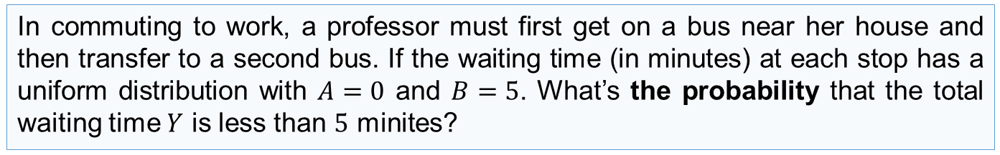 In commuting to work, a professor must first get on a bus near her house and
then transfer to a second bus. If the waiting time (in minutes) at each stop has a
uniform distribution with A = 0 and B = 5. What’s the probability that the total
waiting time Y is less than 5 minites?